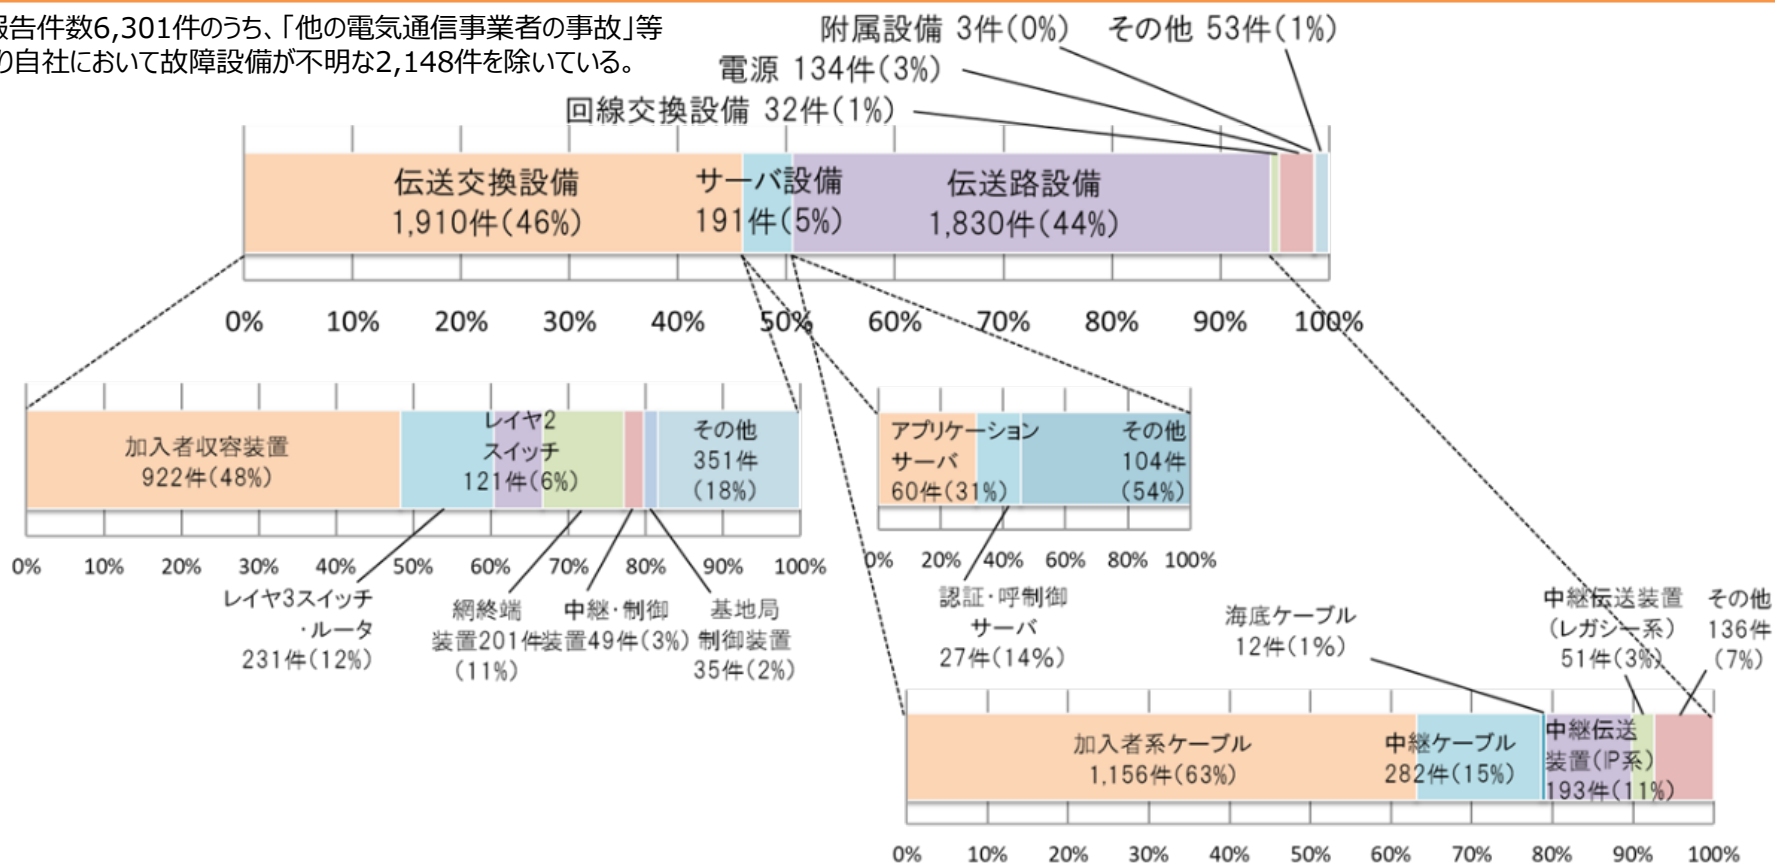 報告件数6,301件のうち、「他の電気通信事業者の事故」等
り自社において故障設備が不明な2,148件を除いている。
附属設備 3件(0%)
その他 53件(1%)
電源 134件(3%)
回線交換設備 32件(1%)
伝送交換設備
1,910件(46%)
サーバ設備
191件(5%)
伝送路設備
1,830件(44%)
0% 10% 20% 30% 40% 50% 60% 70% 80% 90% 100%
加入者収容装置
922件(48%)
レイヤ2
スイッチ
121件(6%)
その他
351件
(18%)
0% 10% 20% 30% 40% 50% 60% 70% 80% 90% 100%
レイヤ3スイッチ
・ルータ
231件(12%)
網終端
装置201件
(11%)
中継・制御
装置49件(3%)
基地局
制御装置
35件(2%)
アプリケーション
サーバ
60件(31%)
その他
104件
(54%)
0% 20% 40% 60% 80% 100%
認証・呼制御
サーバ
27件(14%)
海底ケーブル
12件(1%)
中継伝送装置
(レガシー系)
51件(3%)
その他
136件
(7%)
加入者系ケーブル
1,156件(63%)
中継ケーブル
282件(15%)
中継伝送
装置(IP系)
193件(11%)
0% 10% 20% 30% 40% 50% 60% 70% 80% 90% 100%